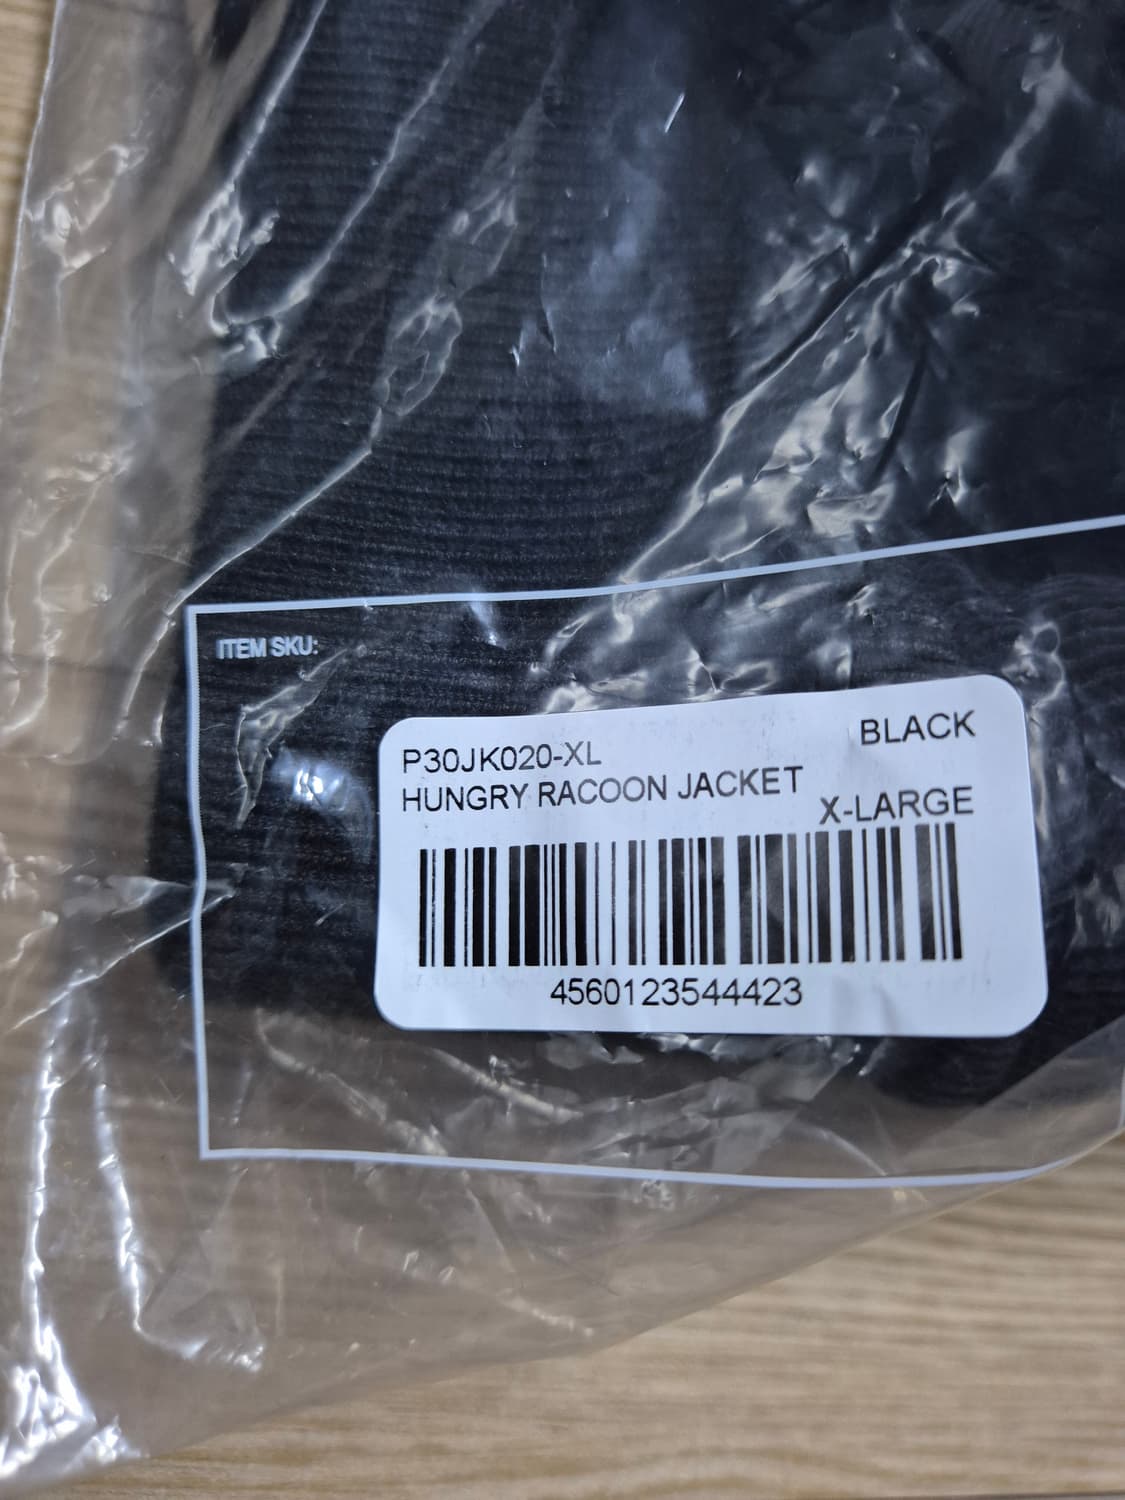 ITEM SKU:
P30JK020-XL
BLACK
HUNGRY RACOON JACKET
X-LARGE
4560123544423